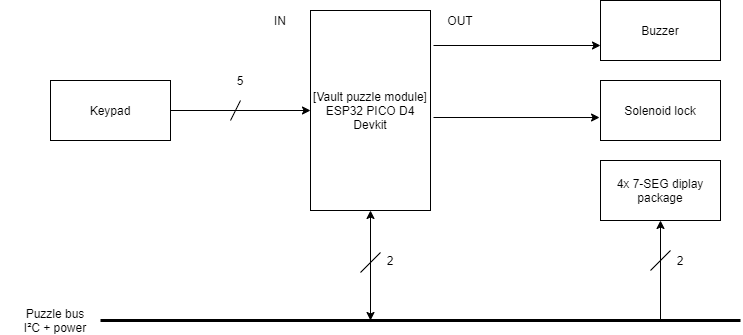 IN
OUT
Buzzer
5
Keypad
[Vault puzzle module]
ESP32 PICO D4
Devkit
Solenoid lock
4x 7-SEG diplay
package
2
2
Puzzle bus
I²C + power